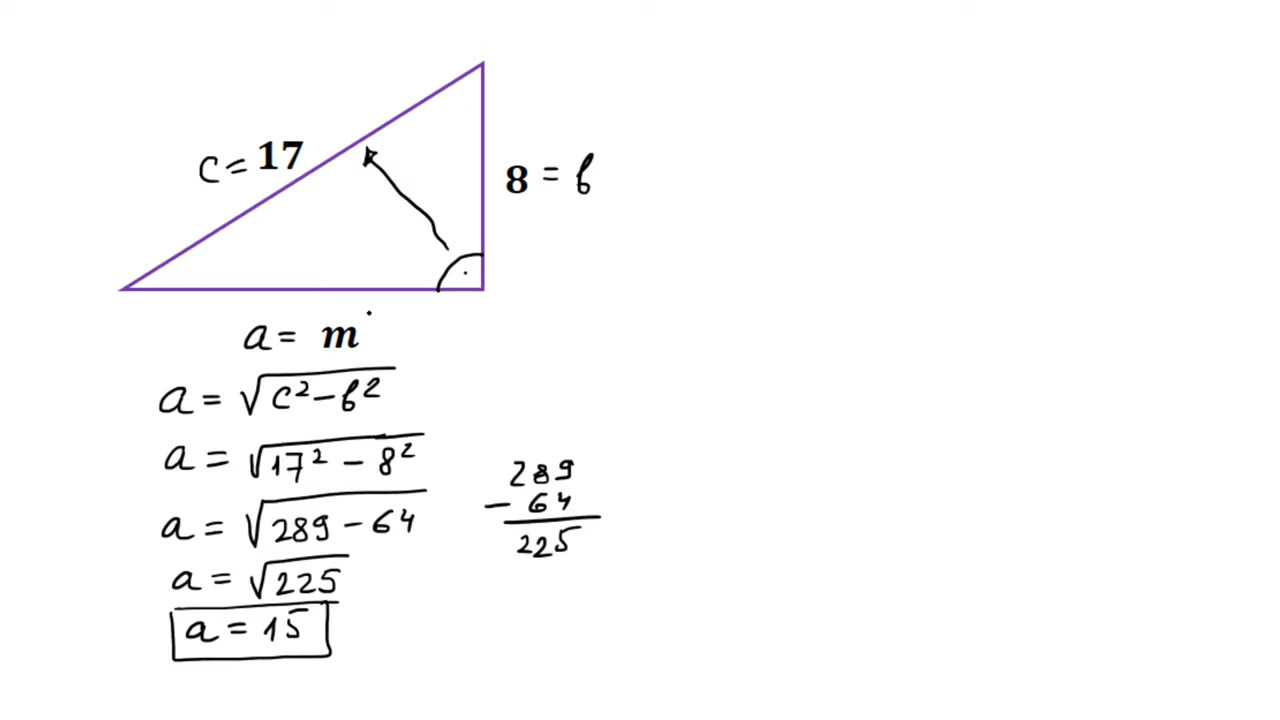 c = 17
8 = b
a = m
a = √c² − b²
a = √17² − 8²
a = √289 − 64
a = √225
a = 15
289
− 64
225